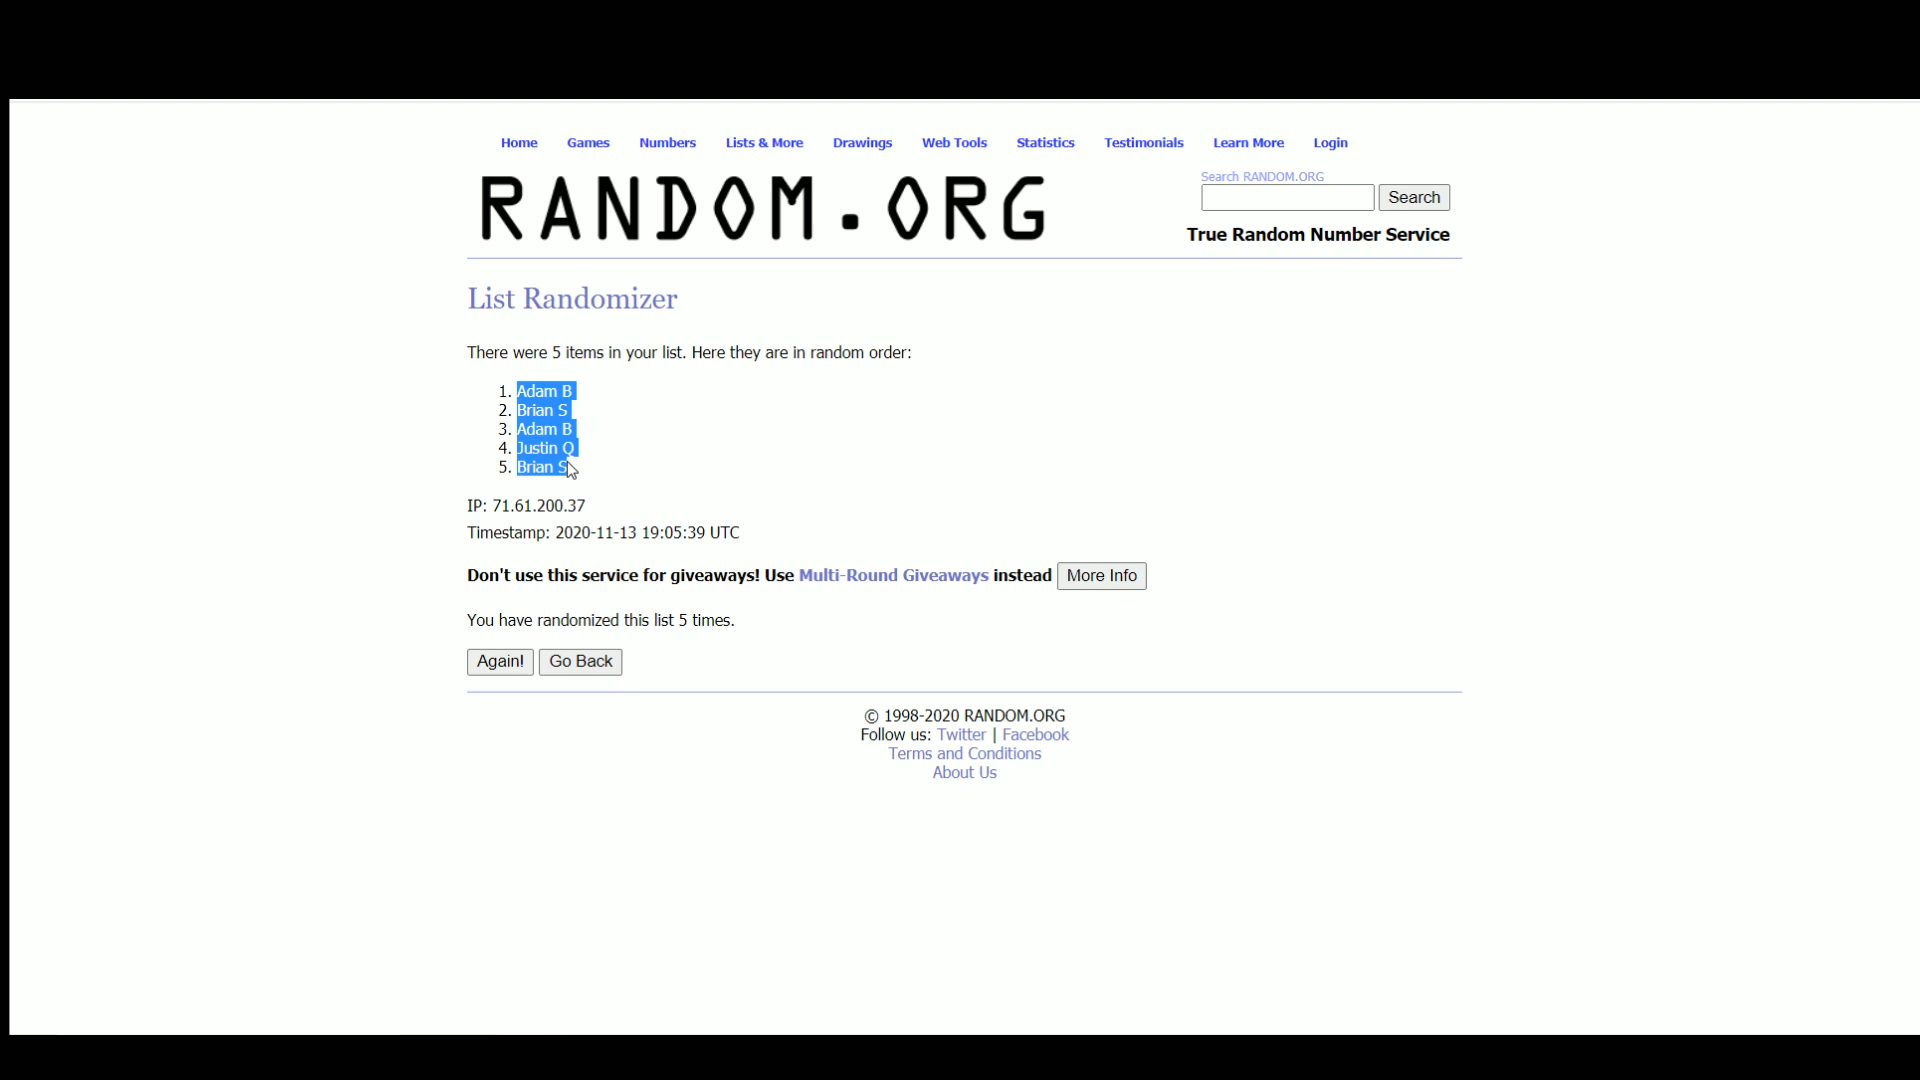 Home Games Numbers Lists & More Drawings Web Tools Statistics Testimonials Learn More Login
RANDOM.ORG
Search RANDOM.ORG
Search
True Random Number Service
List Randomizer
There were 5 items in your list. Here they are in random order:
1. Adam B
2. Brian S
3. Adam B
4. Justin Q
5. Brian S
IP: 71.61.200.37
Timestamp: 2020-11-13 19:05:39 UTC
Don't use this service for giveaways! Use Multi-Round Giveaways instead More Info
You have randomized this list 5 times.
Again! Go Back
© 1998-2020 RANDOM.ORG
Follow us: Twitter | Facebook
Terms and Conditions
About Us